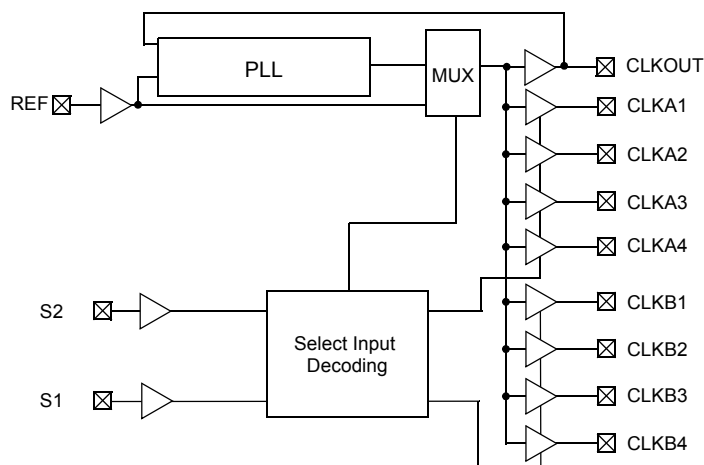 PLL
MUX
REF
CLKOUT
CLKA1
CLKA2
CLKA3
CLKA4
S2
S1
Select Input
Decoding
CLKB1
CLKB2
CLKB3
CLKB4